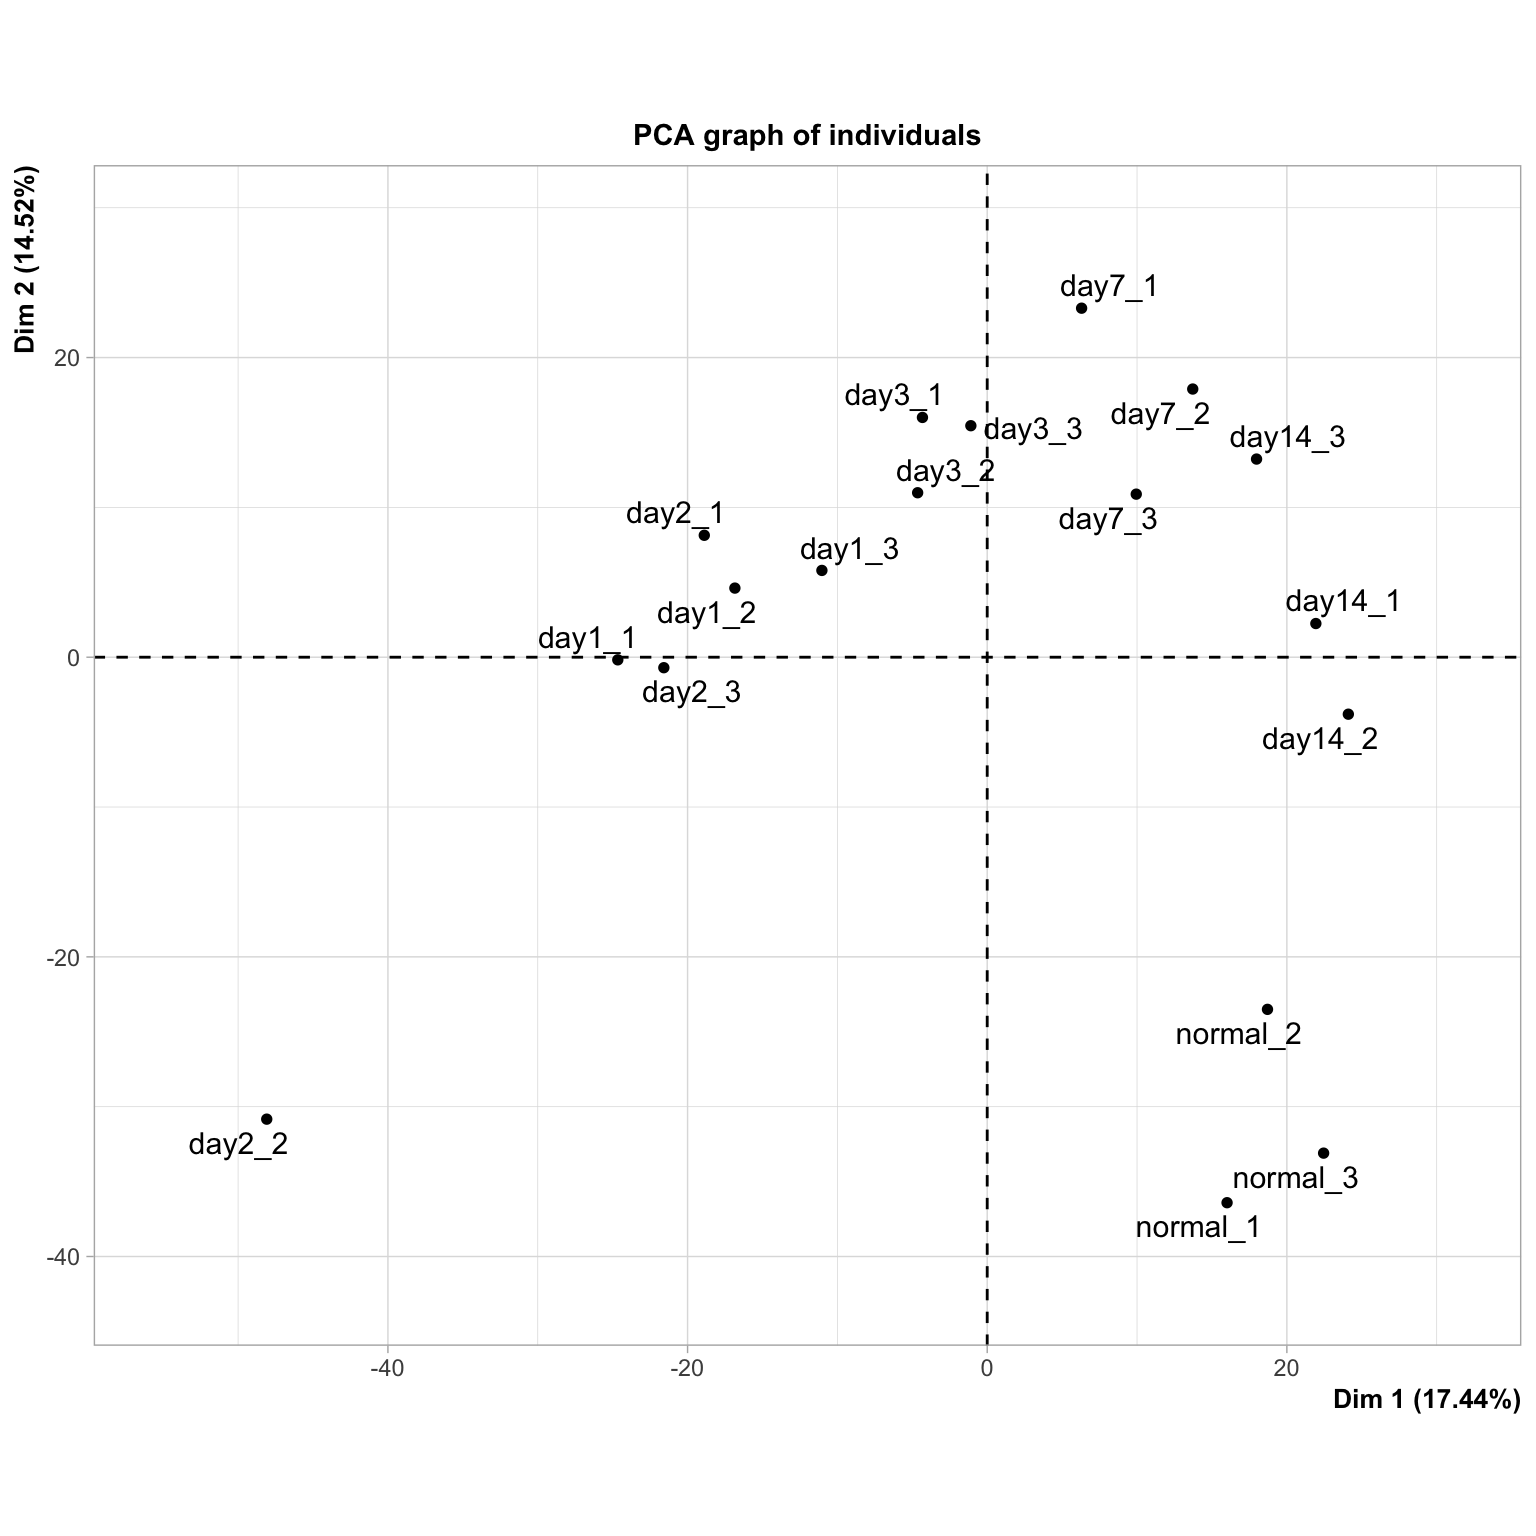 PCA graph of individuals
Dim 2 (14.52%)
day7_1
20
day3_1
day7_2
day3_3
day14_3
day3_2
day2_1
day7_3
day1_3
day14_1
day1_2
day1_1
0
day2_3
day14_2
-20
normal_2
day2_2
normal_3
normal_1
-40
-40
-20
0
20
Dim 1 (17.44%)